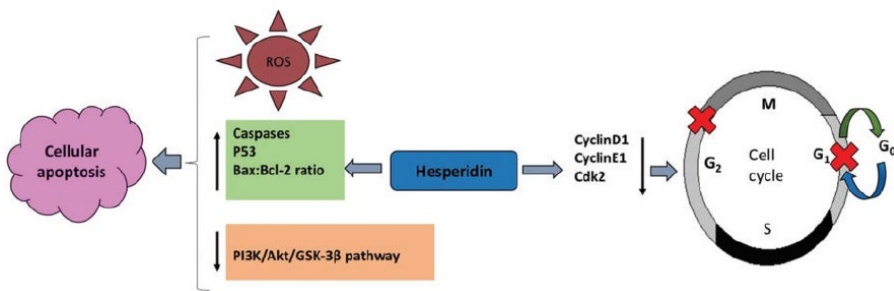 ROS
Cellular
apoptosis
Caspases
P53
Bax:Bcl-2 ratio
PI3K/Akt/GSK-3β pathway
Hesperidin
CyclinD1
CyclinE1
Cdk2
M
G₂
Cell
cycle
G₁
G₀
S